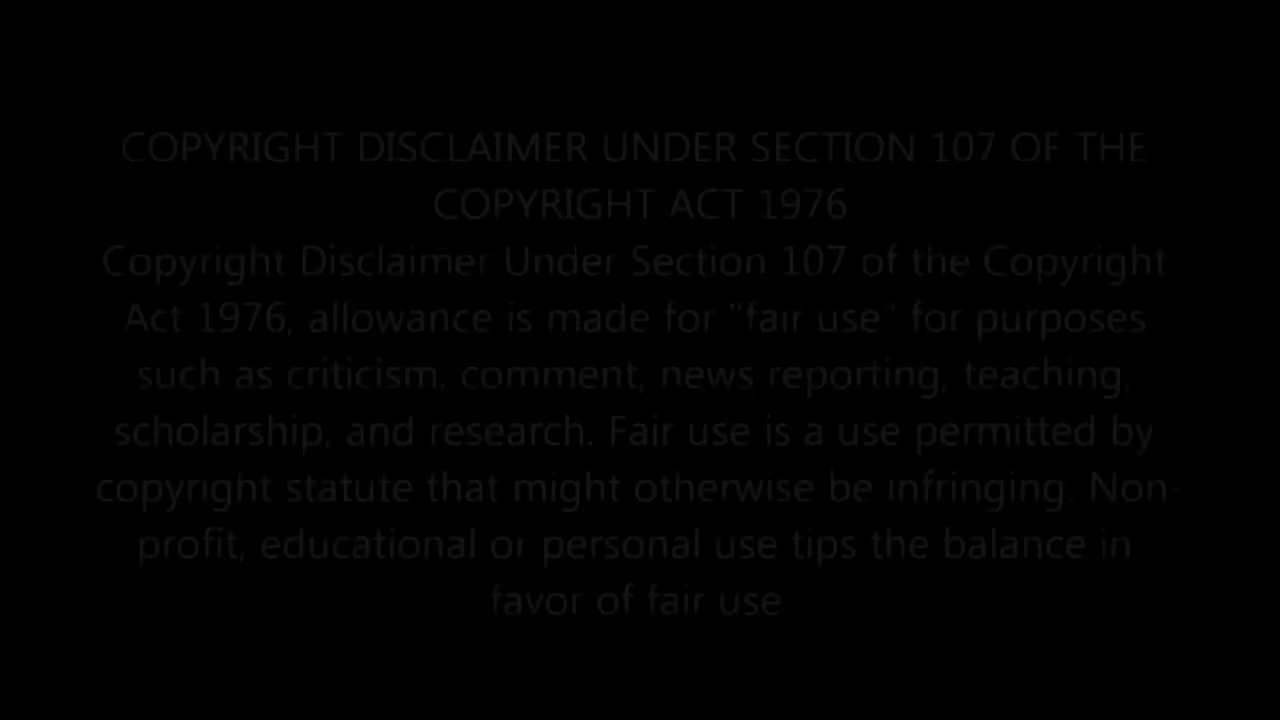 COPYRIGHT DISCLAIMER UNDER SECTION 107 OF THE
COPYRIGHT ACT 1976
Copyright Disclaimer Under Section 107 of the Copyright
Act 1976, allowance is made for "fair use" for purposes
such as criticism, comment, news reporting, teaching,
scholarship, and research. Fair use is a use permitted by
copyright statute that might otherwise be infringing. Non-
profit, educational or personal use tips the balance in
favor of fair use.